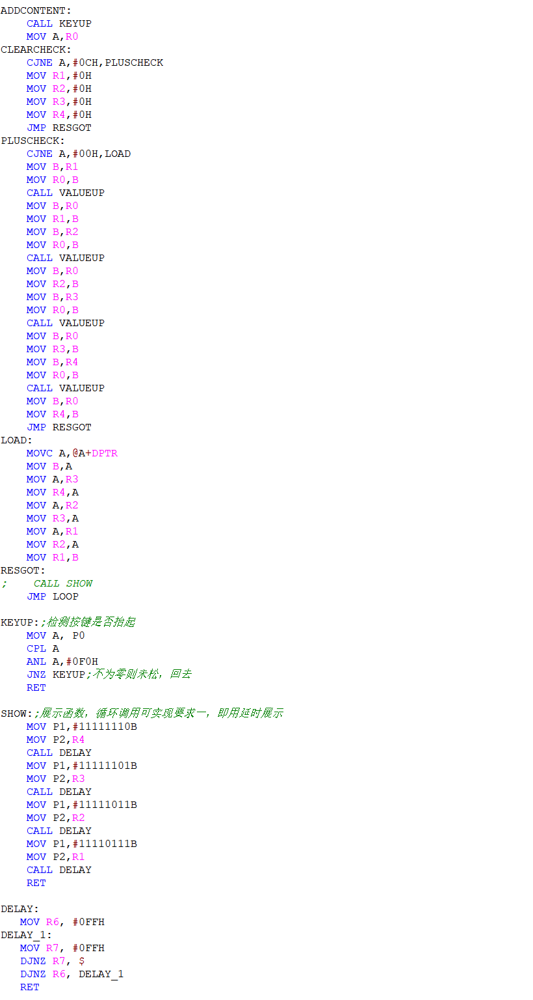 ADDCONTENT:
    CALL KEYUP
    MOV A,R0
CLEARCHECK:
    CJNE A,#0CH,PLUSCHECK
    MOV R1,#0H
    MOV R2,#0H
    MOV R3,#0H
    MOV R4,#0H
    JMP RESGOT
PLUSCHECK:
    CJNE A,#00H,LOAD
    MOV B,R1
    MOV R0,B
    CALL VALUEUP
    MOV B,R0
    MOV R1,B
    MOV B,R2
    MOV R0,B
    CALL VALUEUP
    MOV B,R0
    MOV R2,B
    MOV B,R3
    MOV R0,B
    CALL VALUEUP
    MOV B,R0
    MOV R3,B
    MOV B,R4
    MOV R0,B
    CALL VALUEUP
    MOV B,R0
    MOV R4,B
    JMP RESGOT
LOAD:
    MOVC A,@A+DPTR
    MOV B,A
    MOV A,R3
    MOV R4,A
    MOV A,R2
    MOV R3,A
    MOV A,R1
    MOV R2,A
    MOV R1,B
RESGOT:
;    CALL SHOW
    JMP LOOP

KEYUP:;检测按键是否抬起
    MOV A, P0
    CPL A
    ANL A,#0F0H
    JNZ KEYUP;不为零则未松，回去
    RET

SHOW:;展示函数，循环调用可实现要求一，即用延时展示
    MOV P1,#11111110B
    MOV P2,R4
    CALL DELAY
    MOV P1,#11111101B
    MOV P2,R3
    CALL DELAY
    MOV P1,#11111011B
    MOV P2,R2
    CALL DELAY
    MOV P1,#11110111B
    MOV P2,R1
    CALL DELAY
    RET

DELAY:
   MOV R6, #0FFH
DELAY_1:
   MOV R7, #0FFH
   DJNZ R7, $
   DJNZ R6, DELAY_1
   RET